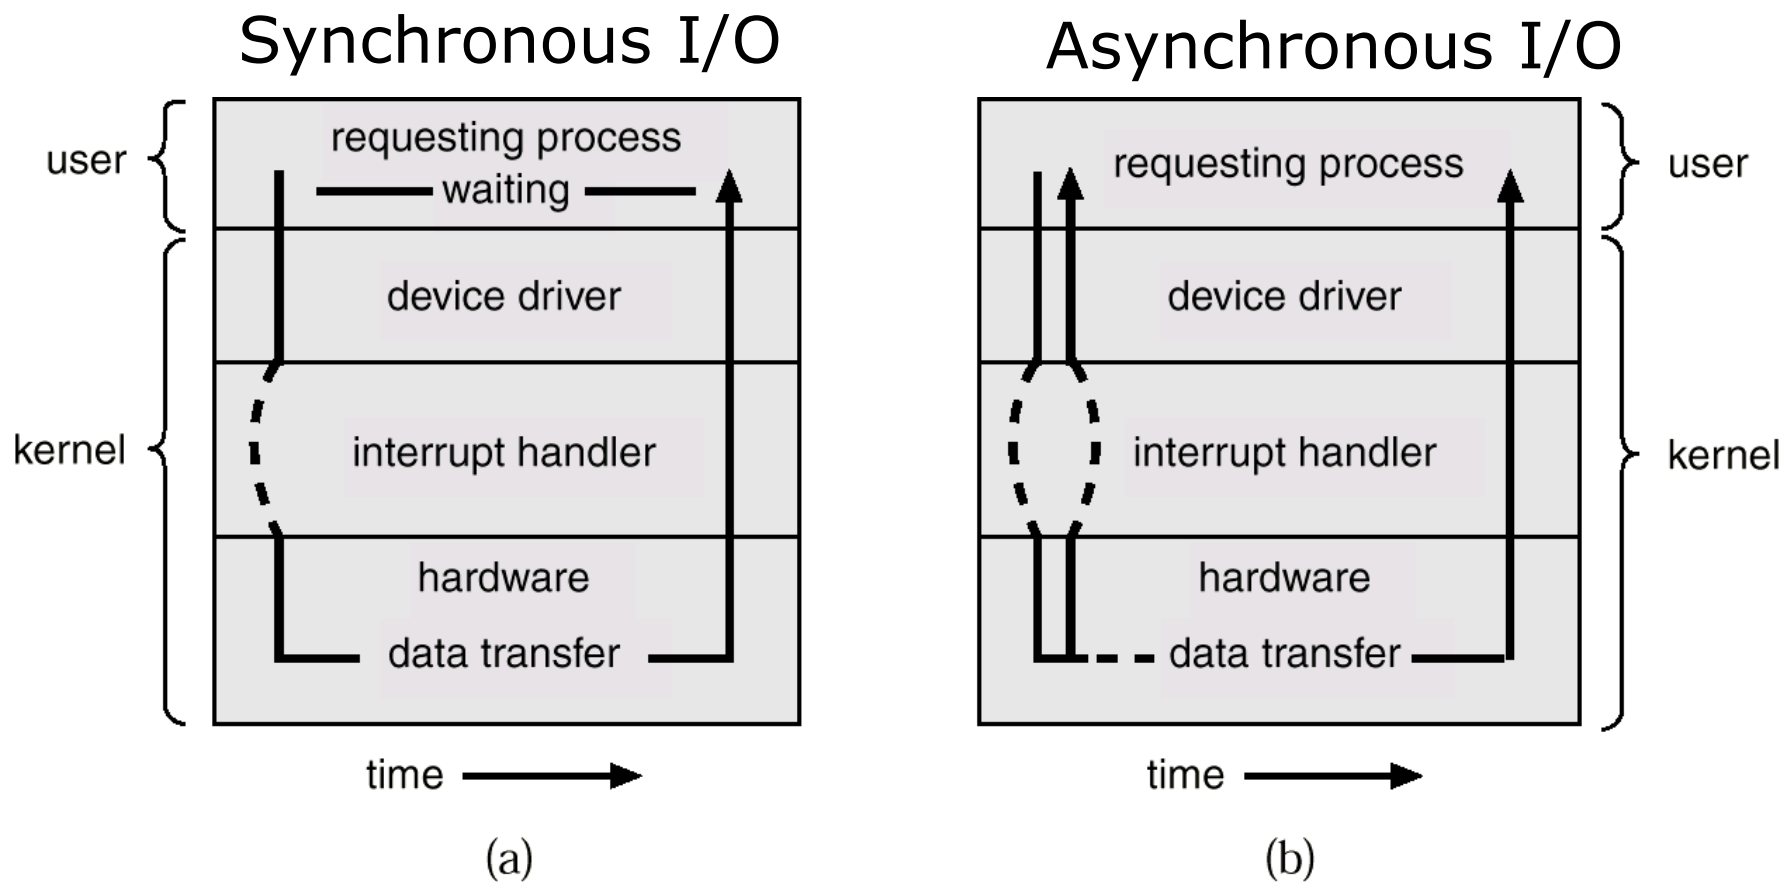 Synchronous I/O
user
requesting process
waiting
device driver
kernel
interrupt handler
hardware
data transfer
time
(a)
Asynchronous I/O
requesting process
user
device driver
interrupt handler
kernel
hardware
data transfer
time
(b)